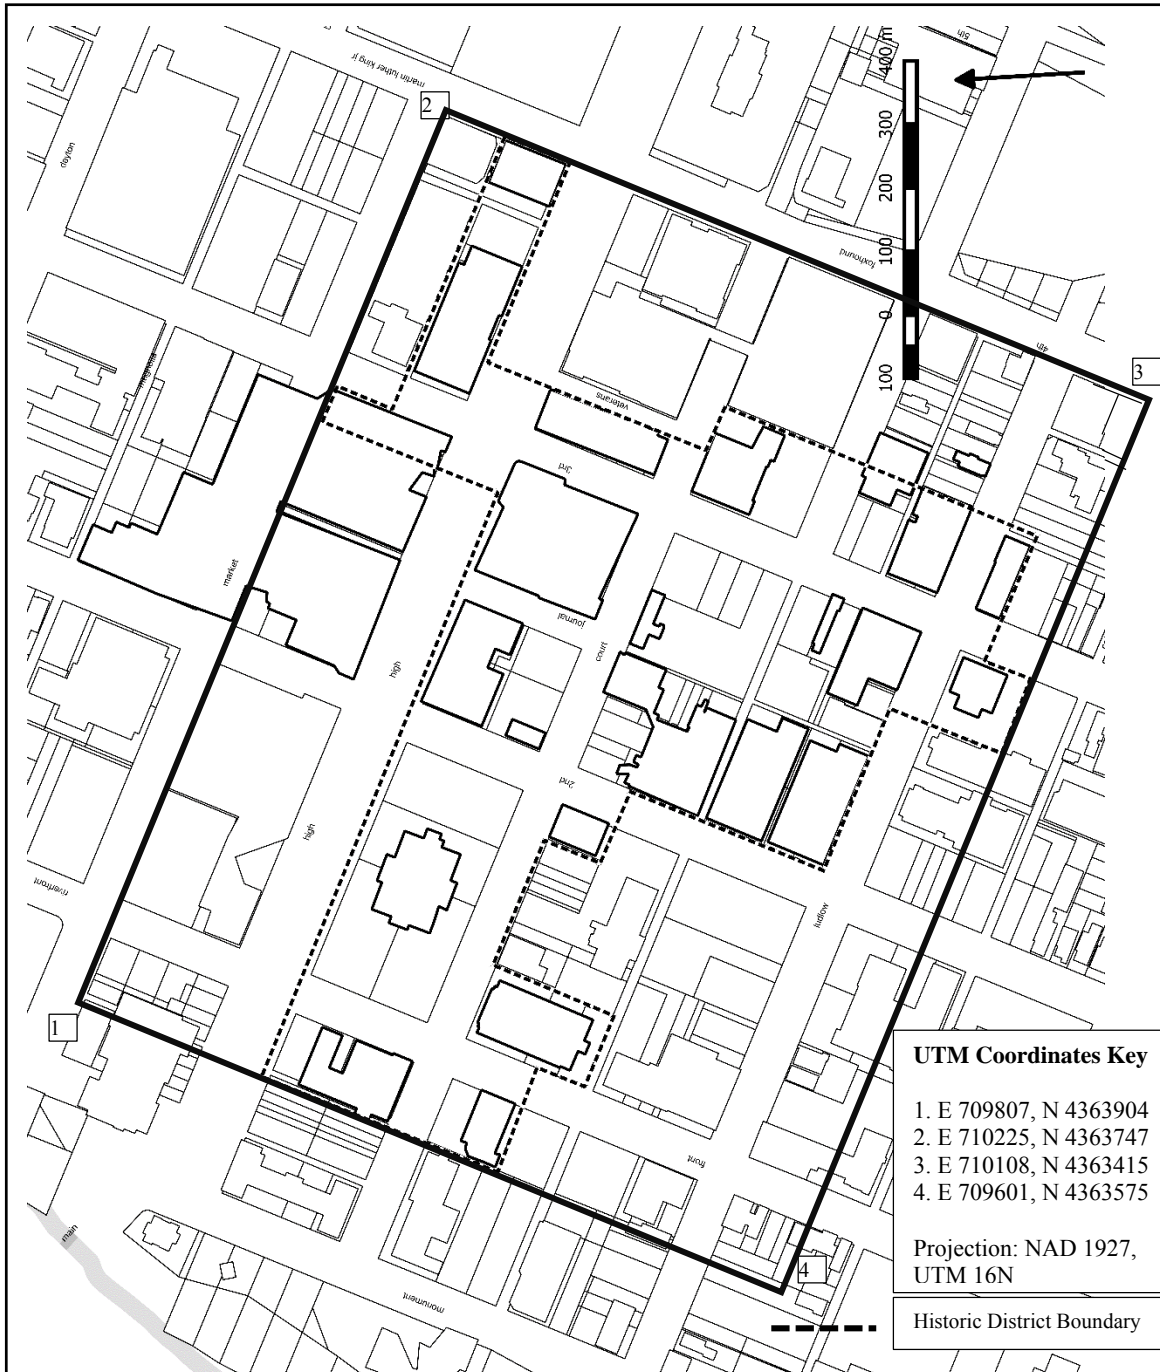 5th
400 m
martin luther king jr
2
300
clayton
200
100
foxhound
0
4th
3
100
veterans
3rd
market
journal
court
high
2nd
high
riverfront
ludlow
1
UTM Coordinates Key
1. E 709807, N 4363904
2. E 710225, N 4363747
3. E 710108, N 4363415
4. E 709601, N 4363575
Projection: NAD 1927,
UTM 16N
front
main
4
monument
Historic District Boundary